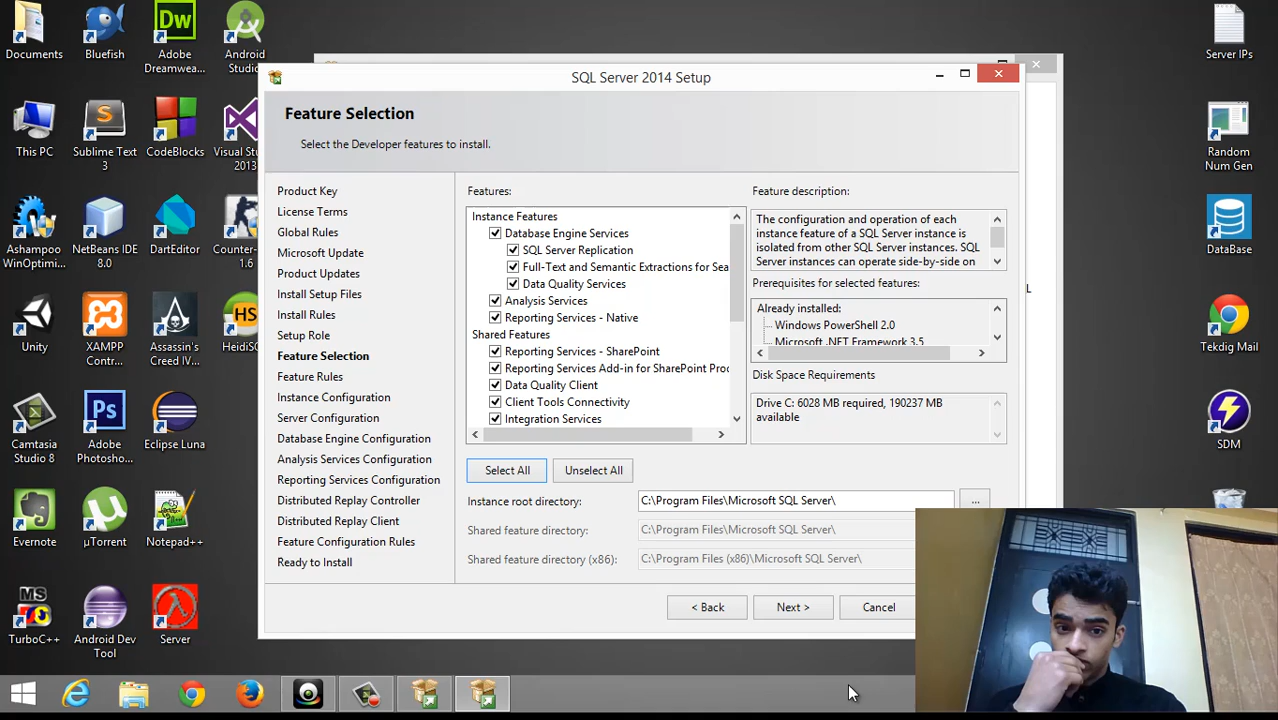 Documents
Bluefish
Adobe
Dreamwea...
Android
Studio
This PC
Sublime Text
3
CodeBlocks
Visual Stu
2013
Ashampoo
WinOptimi...
NetBeans IDE
8.0
DartEditor
Counter-
1.6
Unity
XAMPP
Contr...
Assassin's
Creed IV...
HeidiSC
Camtasia
Studio 8
Adobe
Photosho...
Eclipse Luna
Evernote
µTorrent
Notepad++
TurboC++
Android Dev
Tool
Server
SQL Server 2014 Setup
Feature Selection
Select the Developer features to install.
Product Key
License Terms
Global Rules
Microsoft Update
Product Updates
Install Setup Files
Install Rules
Setup Role
Feature Selection
Feature Rules
Instance Configuration
Server Configuration
Database Engine Configuration
Analysis Services Configuration
Reporting Services Configuration
Distributed Replay Controller
Distributed Replay Client
Feature Configuration Rules
Ready to Install
Features:
Instance Features
Database Engine Services
SQL Server Replication
Full-Text and Semantic Extractions for Sea
Data Quality Services
Analysis Services
Reporting Services - Native
Shared Features
Reporting Services - SharePoint
Reporting Services Add-in for SharePoint Proc
Data Quality Client
Client Tools Connectivity
Integration Services
Select All
Unselect All
Feature description:
The configuration and operation of each
instance feature of a SQL Server instance is
isolated from other SQL Server instances. SQL
Server instances can operate side-by-side on
Prerequisites for selected features:
Already installed:
Windows PowerShell 2.0
Microsoft .NET Framework 3.5
Disk Space Requirements
Drive C: 6028 MB required, 190237 MB
available
Instance root directory:
C:\Program Files\Microsoft SQL Server\
...
Shared feature directory:
C:\Program Files\Microsoft SQL Server\
Shared feature directory (x86):
C:\Program Files (x86)\Microsoft SQL Server\
< Back
Next >
Cancel
L
Server IPs
Random
Num Gen
DataBase
Tekdig Mail
SDM